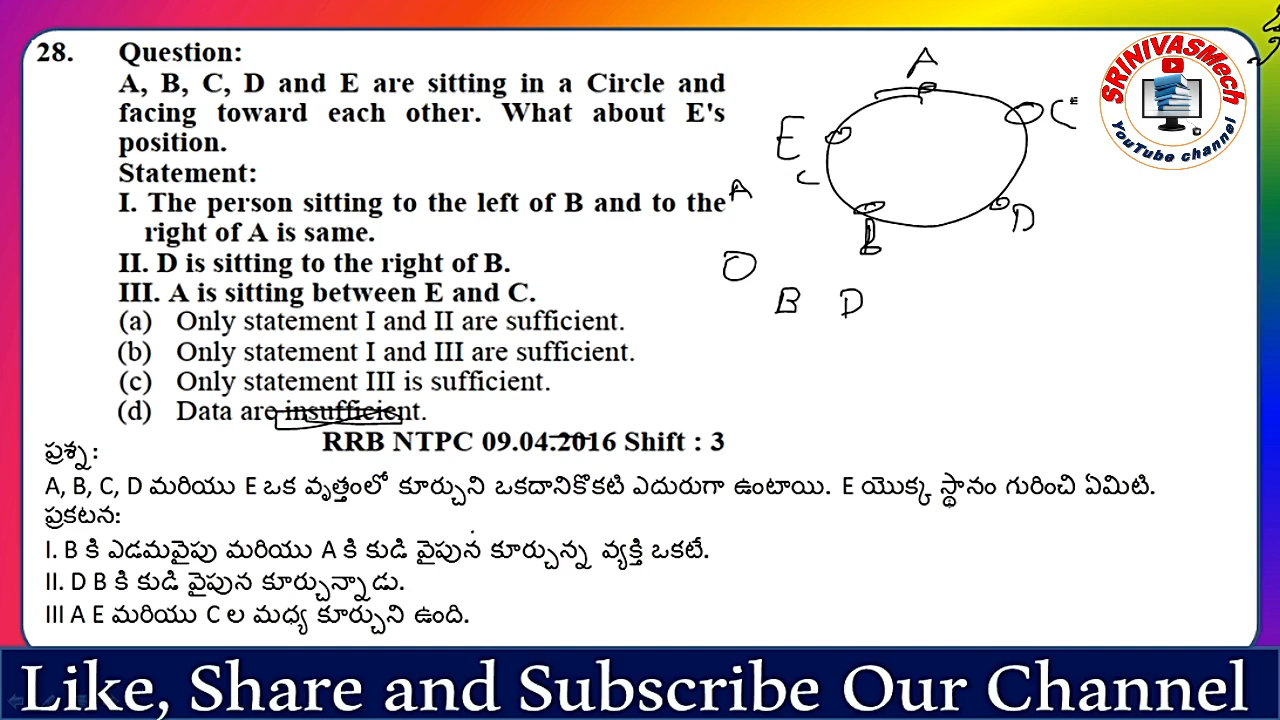 28. Question:
A, B, C, D and E are sitting in a Circle and
facing toward each other. What about E's
position.
Statement:
I. The person sitting to the left of B and to the
right of A is same.
II. D is sitting to the right of B.
III. A is sitting between E and C.
(a) Only statement I and II are sufficient.
(b) Only statement I and III are sufficient.
(c) Only statement III is sufficient.
(d) Data are insufficient.
RRB NTPC 09.04.2016 Shift : 3
ప్రశ్న:
A, B, C, D మరియు E ఒక వృత్తంలో కూర్చుని ఒకదానికొకటి ఎదురుగా ఉంటాయి. E యొక్క స్థానం గురించి ఏమిటి.
ప్రకటన:
I. B కి ఎడమవైపు మరియు A కి కుడి వైపున కూర్చున్న వ్యక్తి ఒకటే.
II. D B కి కుడి వైపున కూర్చున్నాడు.
III A E మరియు C ల మధ్య కూర్చుని ఉంది.
A
E
C
C
A
B
D
B D
SRINIVASMech
YouTube channel
Like, Share and Subscribe Our Channel